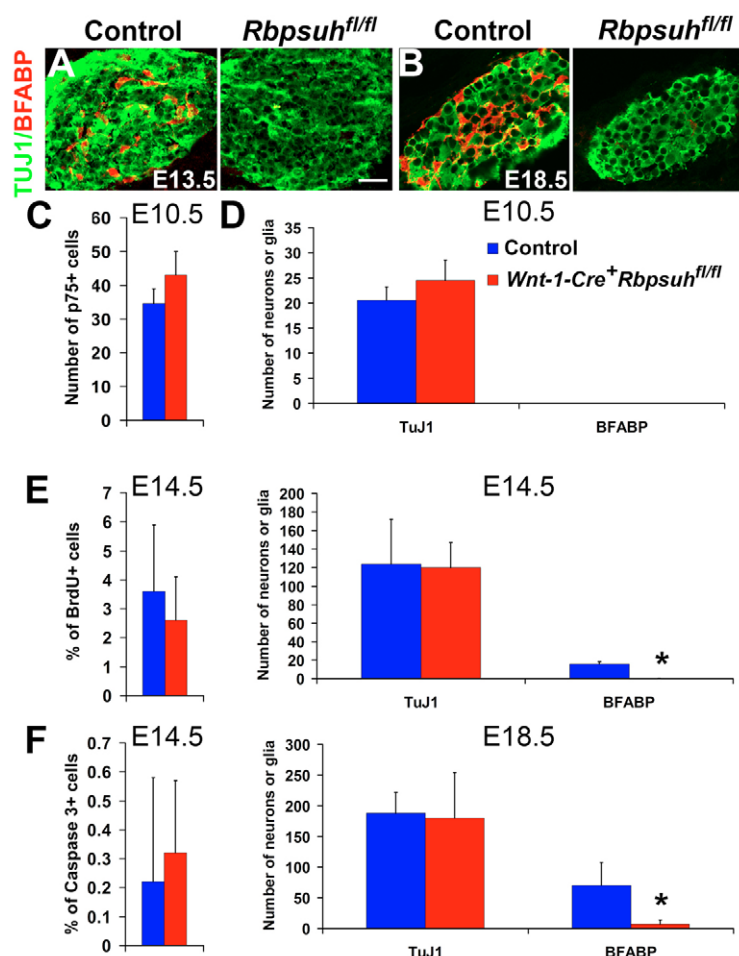 Control Rbpsuhfl/fl Control Rbpsuhfl/fl
TUJ1/BFABP
A E13.5 B E18.5
C E10.5
Number of p75+ cells
60
50
40
30
20
10
0
D E10.5
Control
Wnt-1-Cre+Rbpsuhfl/fl
Number of neurons or glia
35
30
25
20
15
10
5
0
TuJ1 BFABP
E E14.5
% of BrdU+ cells
7
6
5
4
3
2
1
0
E14.5
Number of neurons or glia
200
180
160
140
120
100
80
60
40
20
0
*
TuJ1 BFABP
F E14.5
% of Caspase 3+ cells
0.7
0.6
0.5
0.4
0.3
0.2
0.1
0
E18.5
Number of neurons or glia
300
250
200
150
100
50
0
*
TuJ1 BFABP